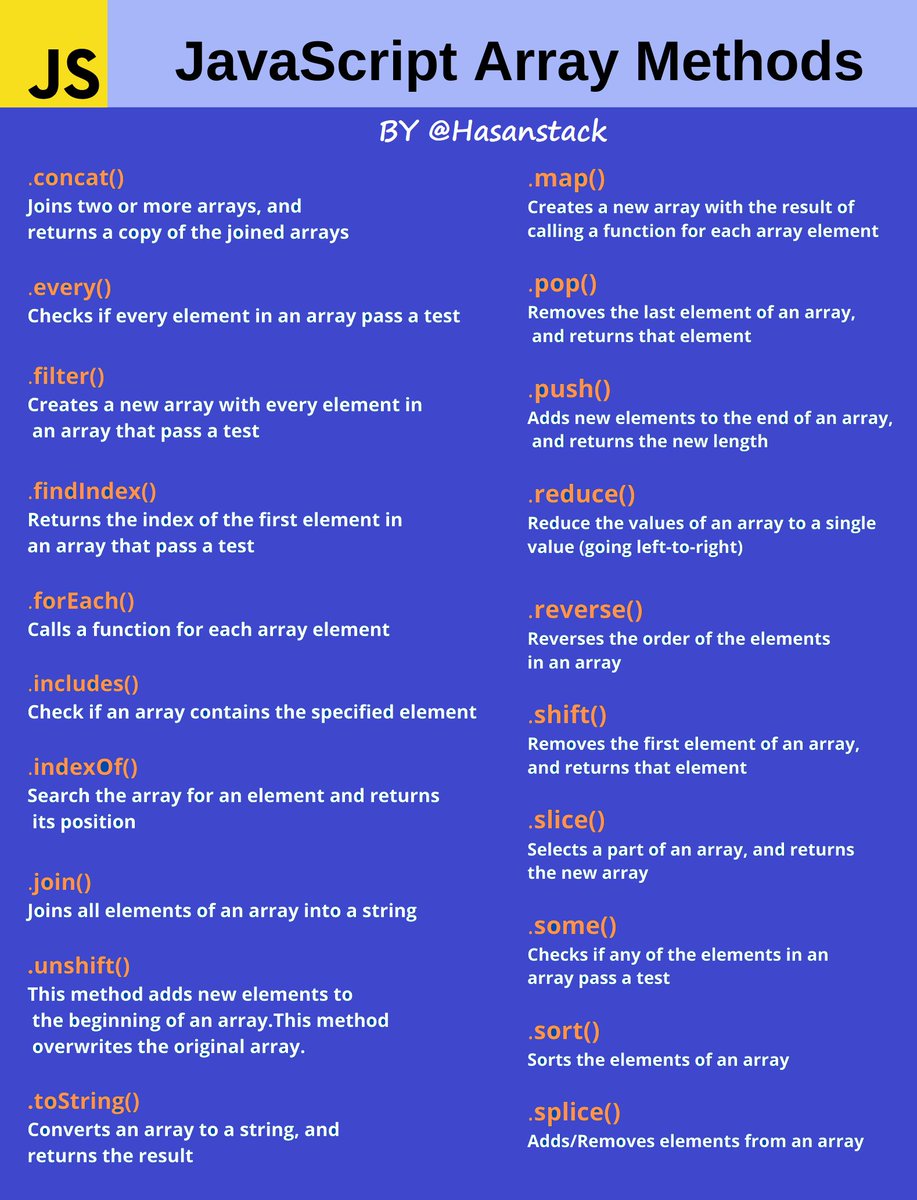 JS
JavaScript Array Methods
BY @Hasanstack
.concat()
Joins two or more arrays, and
returns a copy of the joined arrays
.every()
Checks if every element in an array pass a test
.filter()
Creates a new array with every element in
an array that pass a test
.findIndex()
Returns the index of the first element in
an array that pass a test
.forEach()
Calls a function for each array element
.includes()
Check if an array contains the specified element
.indexOf()
Search the array for an element and returns
its position
.join()
Joins all elements of an array into a string
.unshift()
This method adds new elements to
the beginning of an array.This method
overwrites the original array.
.toString()
Converts an array to a string, and
returns the result
.map()
Creates a new array with the result of
calling a function for each array element
.pop()
Removes the last element of an array,
and returns that element
.push()
Adds new elements to the end of an array,
and returns the new length
.reduce()
Reduce the values of an array to a single
value (going left-to-right)
.reverse()
Reverses the order of the elements
in an array
.shift()
Removes the first element of an array,
and returns that element
.slice()
Selects a part of an array, and returns
the new array
.some()
Checks if any of the elements in an
array pass a test
.sort()
Sorts the elements of an array
.splice()
Adds/Removes elements from an array